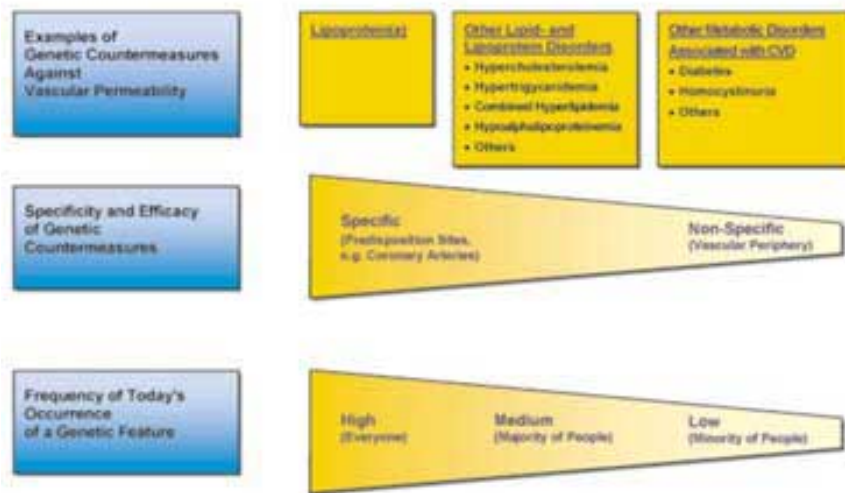 Examples of
Genetic Countermeasures
Against
Vascular Permeability
Lipoprotein(a)
Other Lipid- and
Lipoprotein Disorders
• Hypercholesterolemia
• Hypertrigycarotemia
• Combined Hyperlipidemia
• Hypoalphalipoproteinemia
• Others
Other Metabolic Disorders
Associated with CVD
• Diabetes
• Homocystinuria
• Others
Specificity and Efficacy
of Genetic
Countermeasures
Specific
(Predisposition Sites,
e.g. Coronary Arteries)
Non-Specific
(Vascular Periphery)
Frequency of Today's
Occurrence
of a Genetic Feature
High
(Everyone)
Medium
(Majority of People)
Low
(Minority of People)